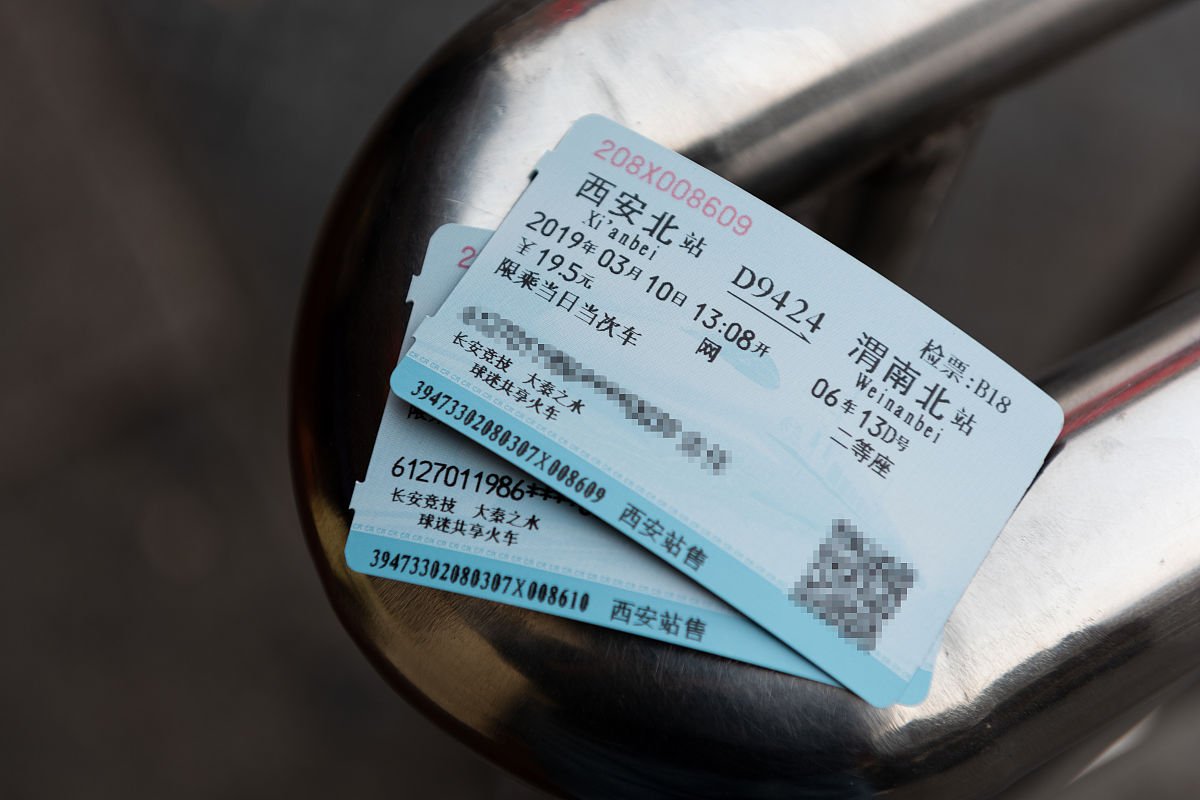 208X008609
西安北站 D9424 渭南北站
Xi'anbei Weinanbei
检票:B18
2019年03月10日 13:08开 06车13D号
¥19.5元 网 二等座
限乘当日当次车
长安竞技 大秦之水
球迷共享火车
39473302080307X008609 西安站售
2
6127011986****
长安竞技 大秦之水
球迷共享火车
39473302080307X008610 西安站售